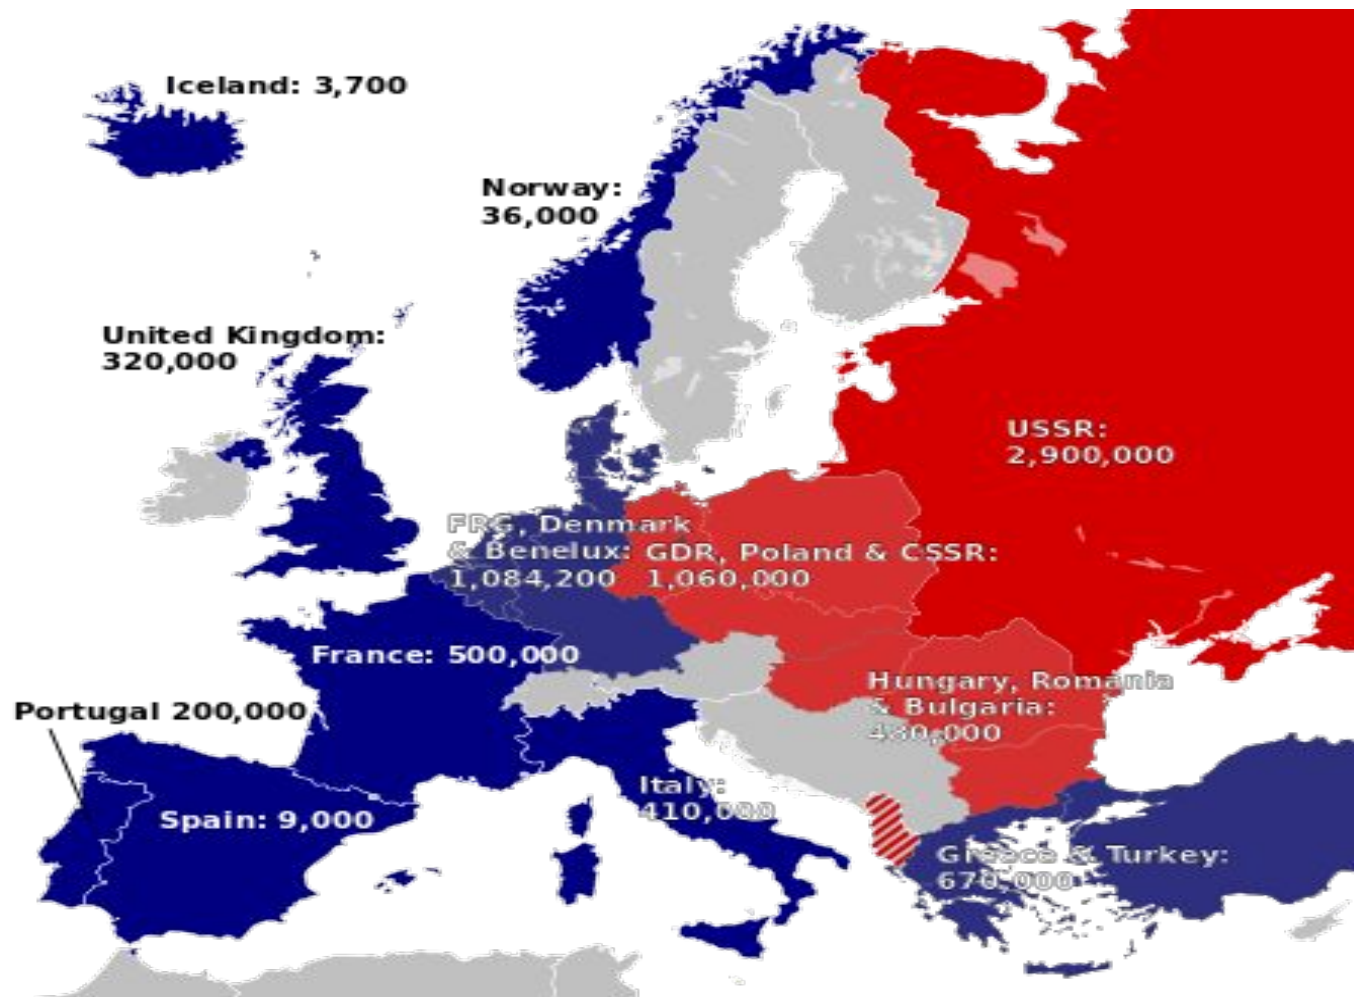 Iceland: 3,700
Norway:
36,000
United Kingdom:
320,000
USSR:
2,900,000
FRG, Denmark
& Benelux:
1,084,200
GDR, Poland & CSSR:
1,060,000
France: 500,000
Hungary, Romania
& Bulgaria:
430,000
Portugal 200,000
Italy:
410,000
Spain: 9,000
Greece & Turkey:
670,000